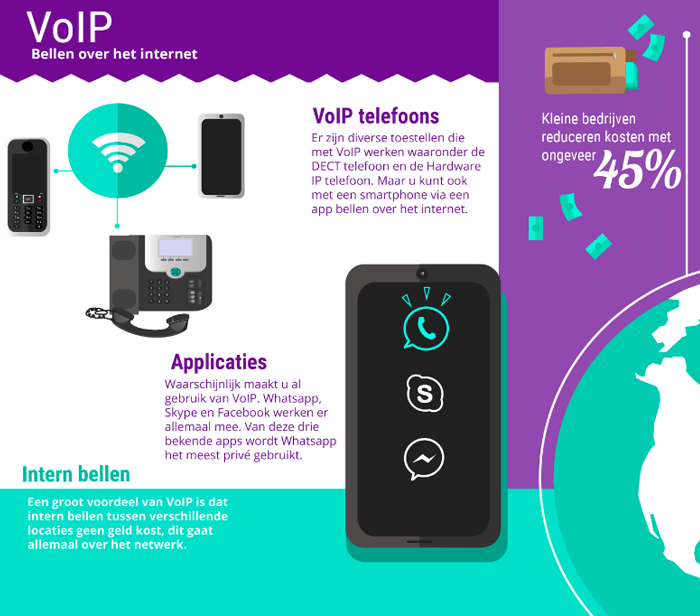 VoIP
Bellen over het internet
VoIP telefoons
Er zijn diverse toestellen die
met VoIP werken waaronder de
DECT telefoon en de Hardware
IP telefoon. Maar u kunt ook
met een smartphone via een
app bellen over het internet.
Kleine bedrijven
reduceren kosten met
ongeveer 45%
Applicaties
Waarschijnlijk maakt u al
gebruik van VoIP. Whatsapp,
Skype en Facebook werken er
allemaal mee. Van deze drie
bekende apps wordt Whatsapp
het meest privé gebruikt.
S
Intern bellen
Een groot voordeel van VoIP is dat
intern bellen tussen verschillende
locaties geen geld kost, dit gaat
allemaal over het netwerk.